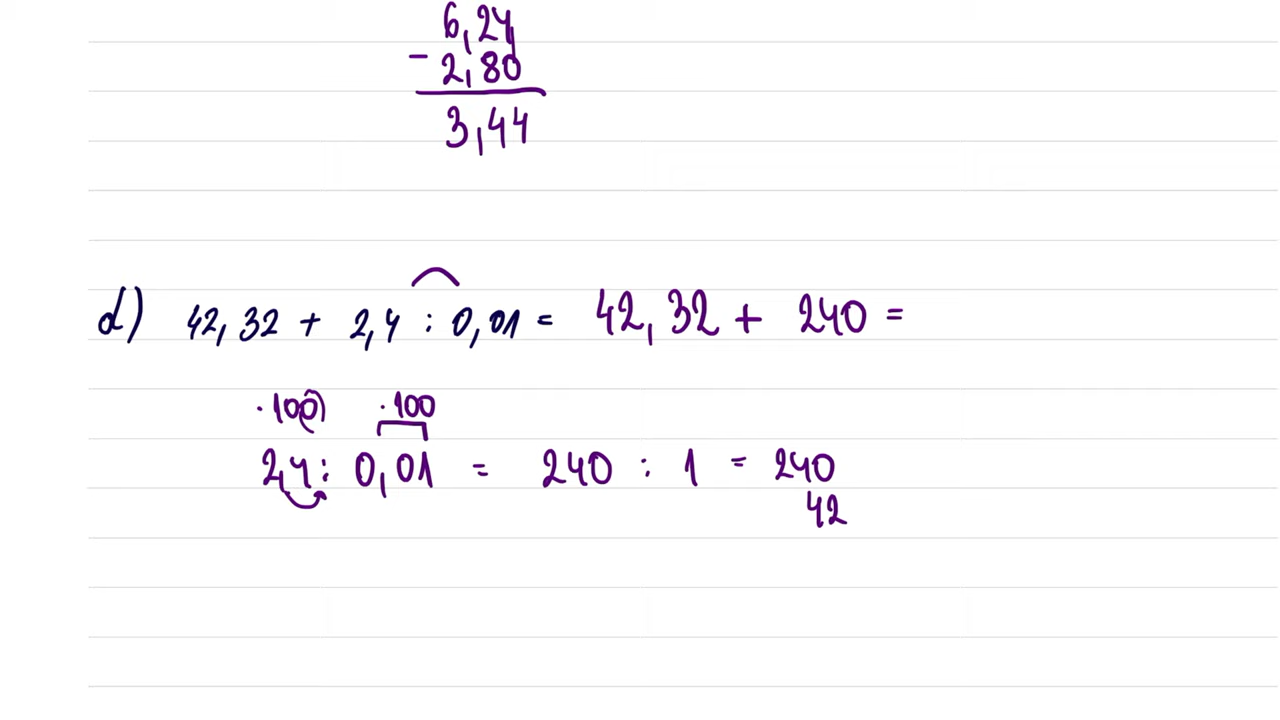 6,24
- 2,80
3,44
d) 42,32 + 2,4 : 0,01 = 42,32 + 240 =
·100 ·100
2,4 : 0,01 = 240 : 1 = 240
42